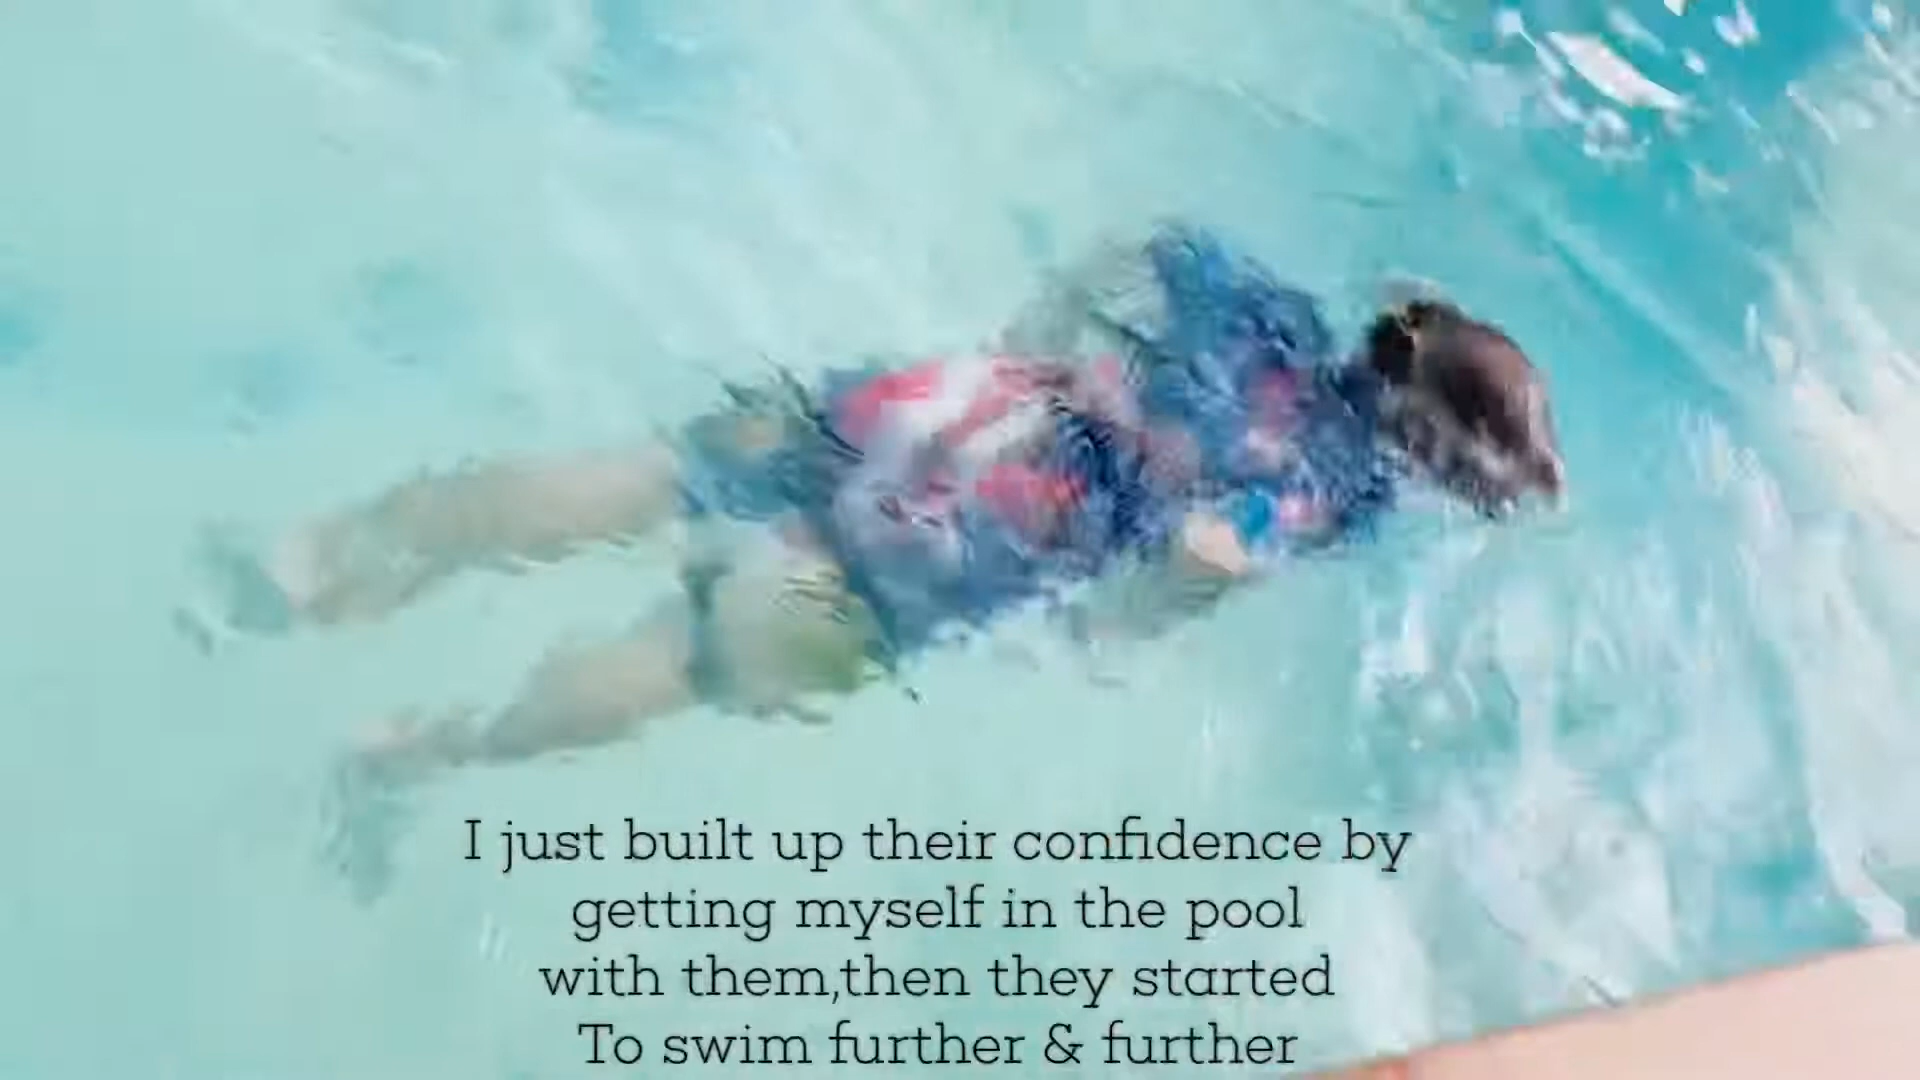 I just built up their confidence by
getting myself in the pool
with them,then they started
To swim further & further